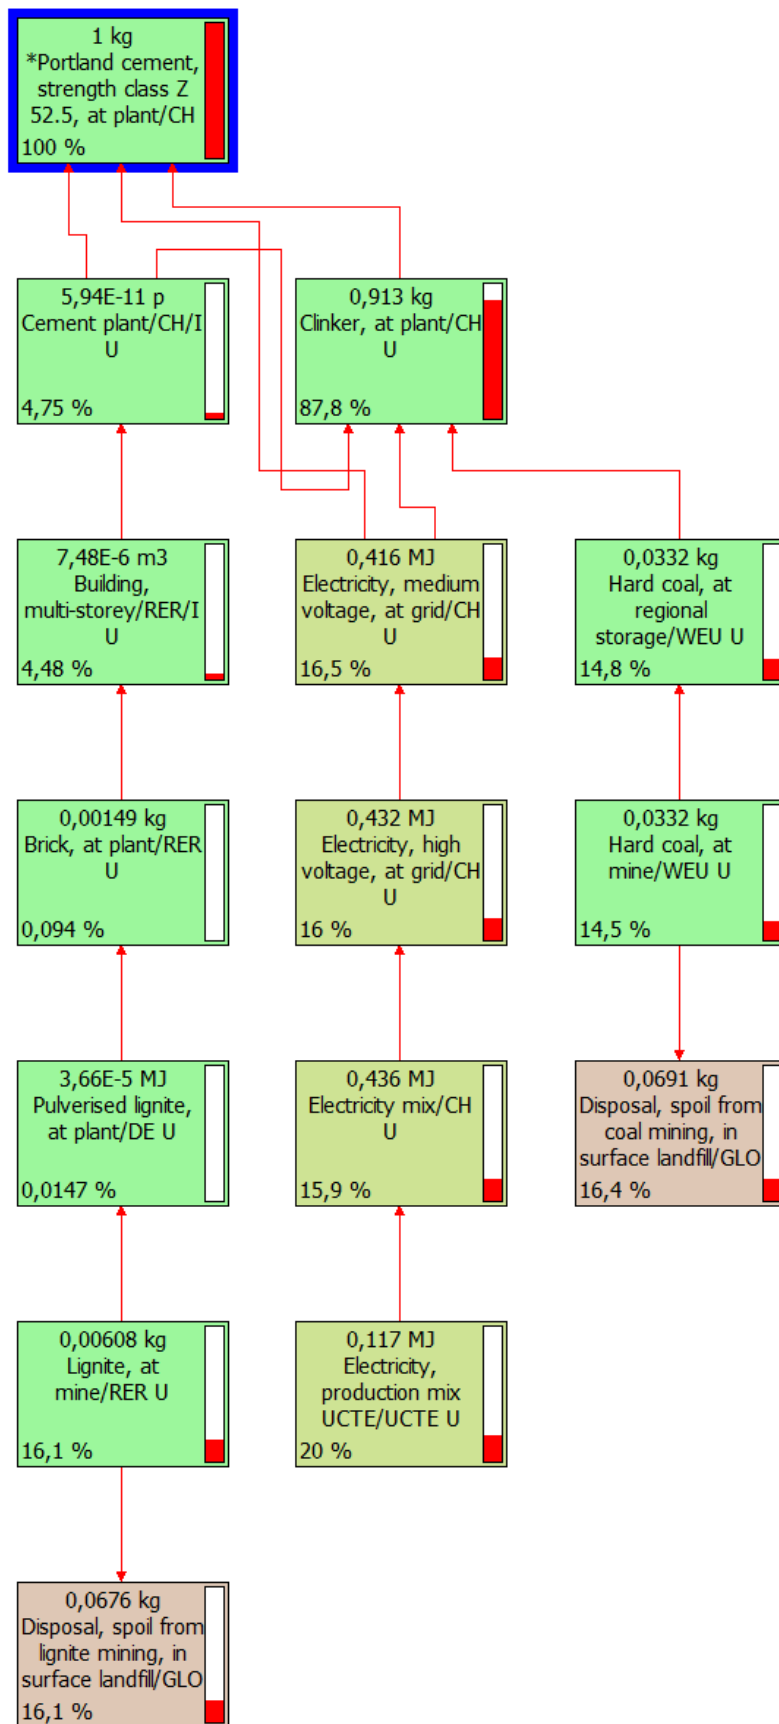 1 kg
*Portland cement,
strength class Z
52.5, at plant/CH
100 %
5,94E-11 p
Cement plant/CH/I
U
4,75 %
0,913 kg
Clinker, at plant/CH
U
87,8 %
7,48E-6 m3
Building,
multi-storey/RER/I
U
4,48 %
0,416 MJ
Electricity, medium
voltage, at grid/CH
U
16,5 %
0,0332 kg
Hard coal, at
regional
storage/WEU U
14,8 %
0,00149 kg
Brick, at plant/RER
U
0,094 %
0,432 MJ
Electricity, high
voltage, at grid/CH
U
16 %
0,0332 kg
Hard coal, at
mine/WEU U
14,5 %
3,66E-5 MJ
Pulverised lignite,
at plant/DE U
0,0147 %
0,436 MJ
Electricity mix/CH
U
15,9 %
0,0691 kg
Disposal, spoil from
coal mining, in
surface landfill/GLO
16,4 %
0,00608 kg
Lignite, at
mine/RER U
16,1 %
0,117 MJ
Electricity,
production mix
UCTE/UCTE U
20 %
0,0676 kg
Disposal, spoil from
lignite mining, in
surface landfill/GLO
16,1 %